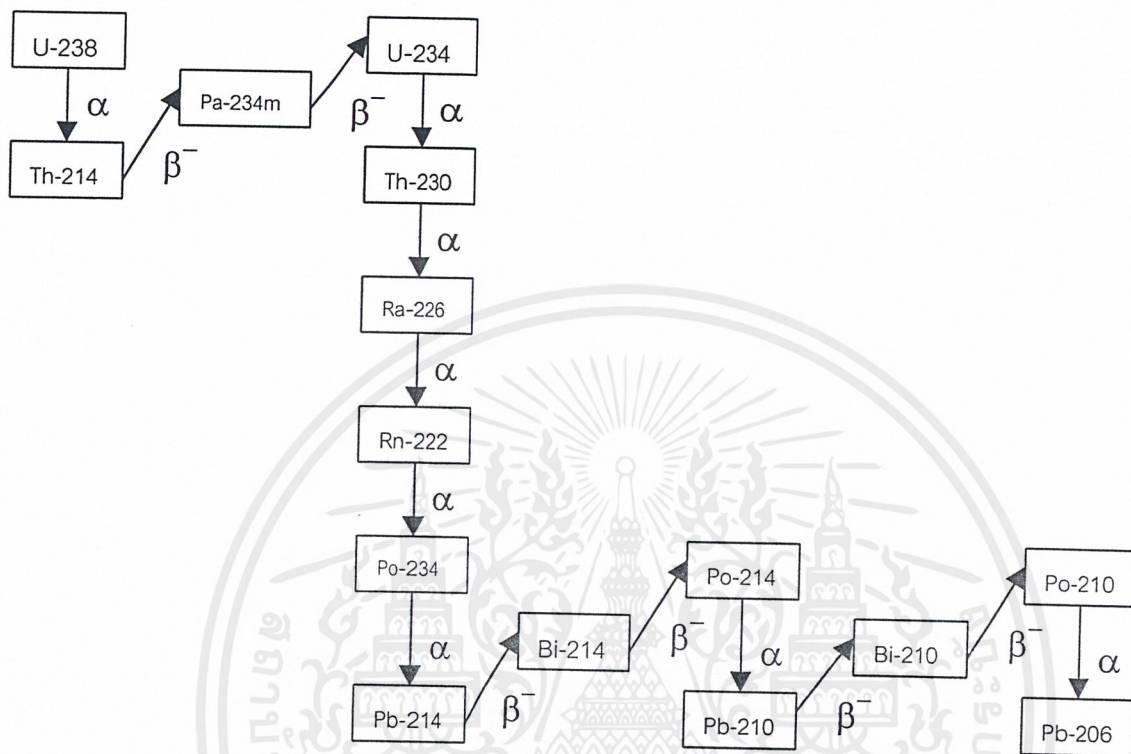 U-238
α
Th-214
β⁻
Pa-234m
β⁻
U-234
α
Th-230
α
Ra-226
α
Rn-222
α
Po-234
α
Pb-214
β⁻
Bi-214
β⁻
Po-214
α
Pb-210
β⁻
Bi-210
β⁻
Po-210
α
Pb-206